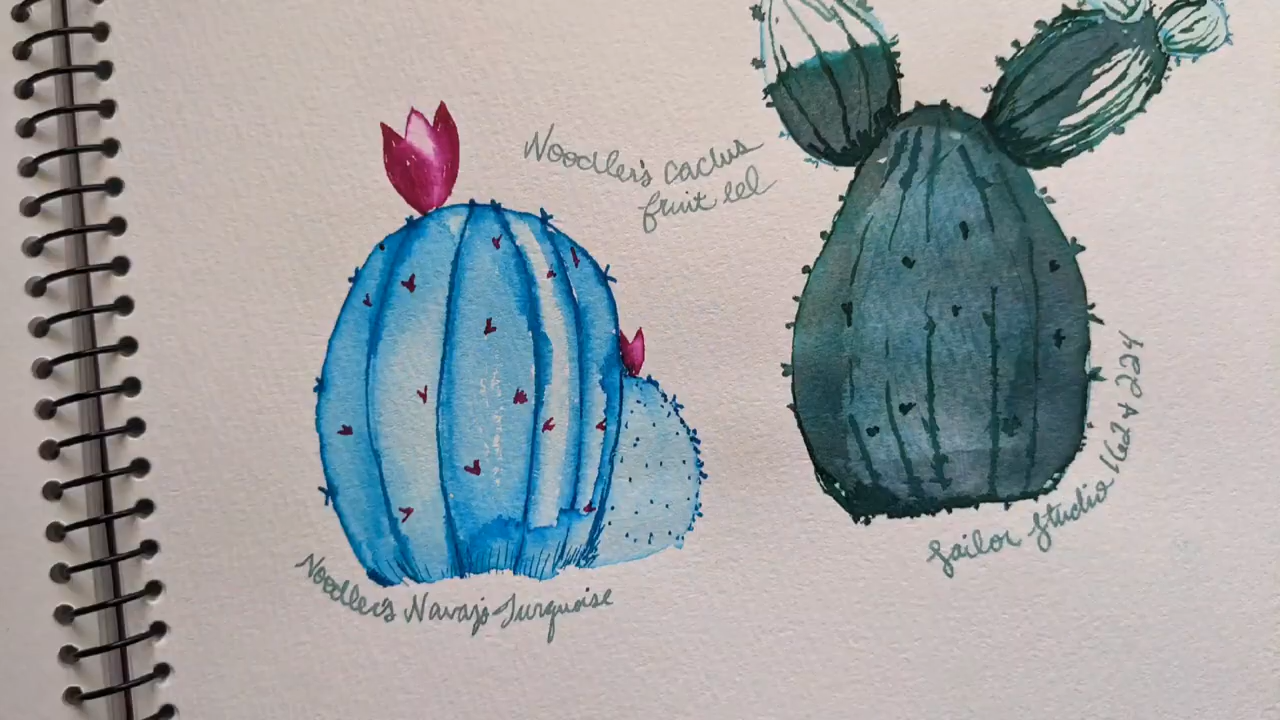 Noodler's cactus
fruit eel
Noodler's Navajo Turquoise
Sailor Studio 162 & 224